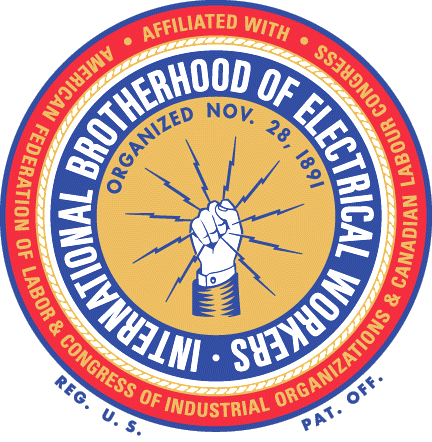 • AFFILIATED WITH •
AMERICAN FEDERATION OF LABOR & CONGRESS OF INDUSTRIAL ORGANIZATIONS & CANADIAN LABOUR CONGRESS
INTERNATIONAL BROTHERHOOD OF ELECTRICAL WORKERS •
ORGANIZED NOV. 28, 1891
REG. U. S. PAT. OFF.